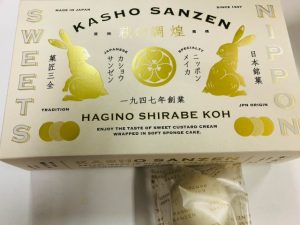 MADE IN JAPAN
SINCE 1947
KASHO SANZEN
SWEETS
NIPPON
萩の調煌
JAPANESE
SPECIALTY
菓匠三全
カショウ
サンゼン
ニッポン
メイカ
日本銘菓
TRADITION
JPN ORIGIN
一九四七年創業
HAGINO SHIRABE KOH
ENJOY THE TASTE OF SWEET CUSTARD CREAM
WRAPPED IN SOFT SPONGE CAKE.
KASHO SANZEN
SANZEN